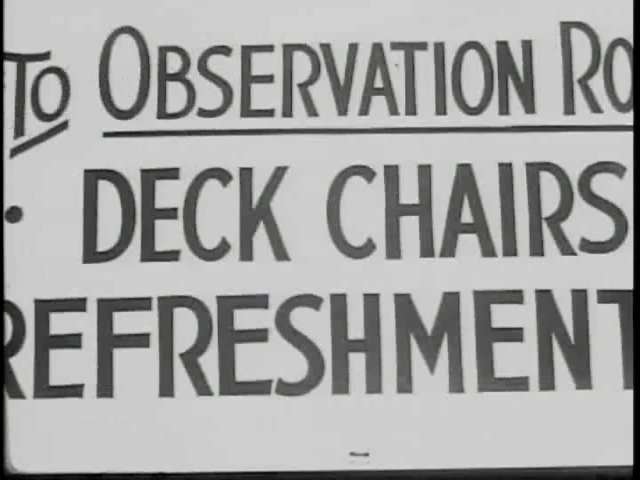 To OBSERVATION RO
• DECK CHAIRS
REFRESHMENT